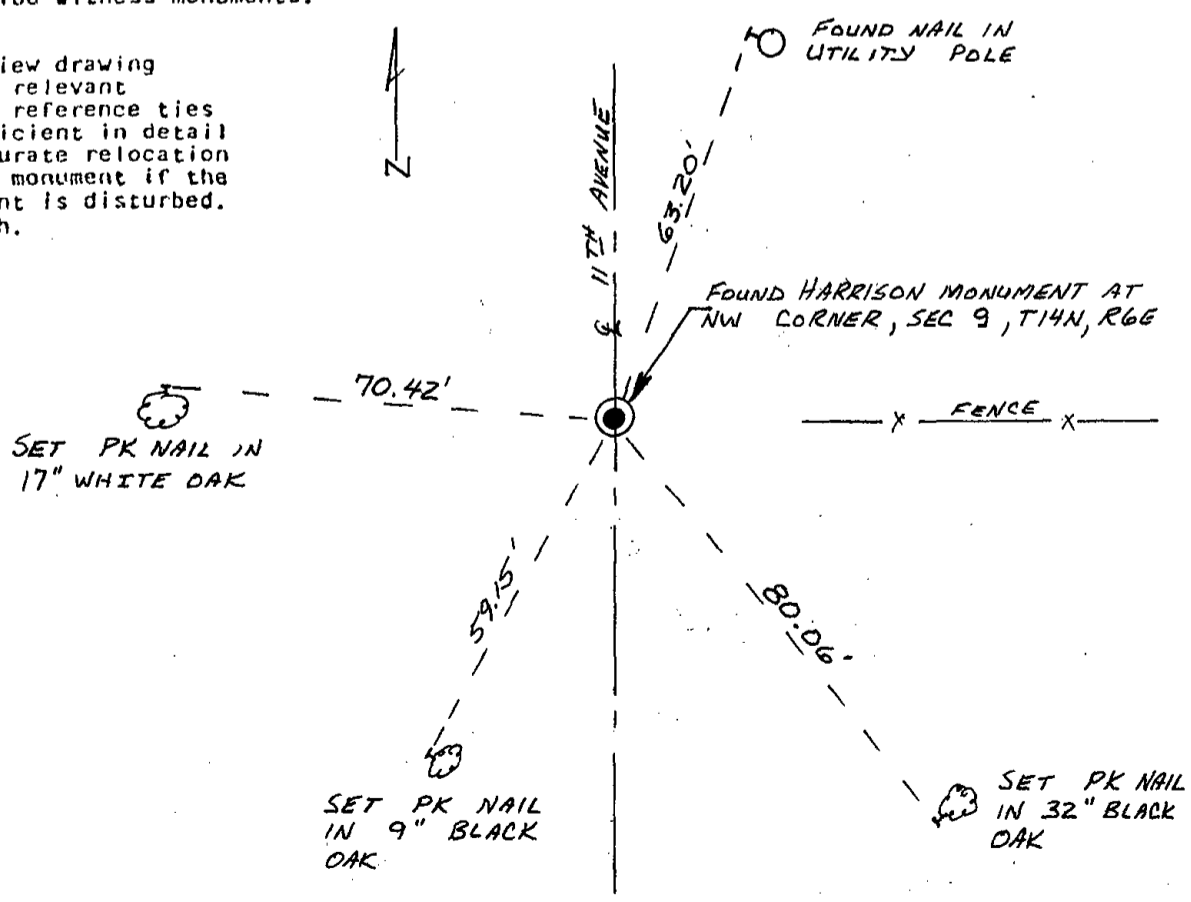 witness monuments.
iew drawing
relevant
reference ties
icient in detail
urate relocation
monument if the
nt is disturbed.
h.
N
FOUND NAIL IN
UTILITY POLE
℄ 11TH AVENUE
63.20'
FOUND HARRISON MONUMENT AT
NW CORNER, SEC 9, T14N, R6E
70.42'
X FENCE X
SET PK NAIL IN
17" WHITE OAK
59.15'
80.06'
SET PK NAIL
IN 9" BLACK
OAK
SET PK NAIL
IN 32" BLACK
OAK